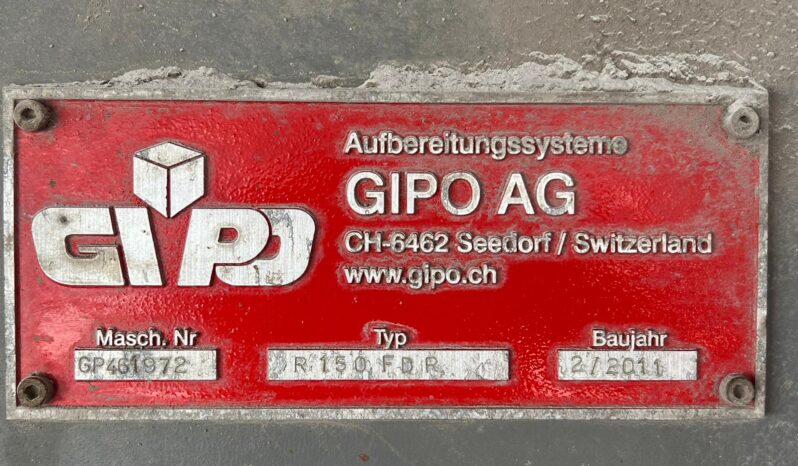 GIPO
Aufbereitungssysteme
GIPO AG
CH-6462 Seedorf / Switzerland
www.gipo.ch
Masch. Nr Typ Baujahr
GP461972 R 150 FDR 2/2011